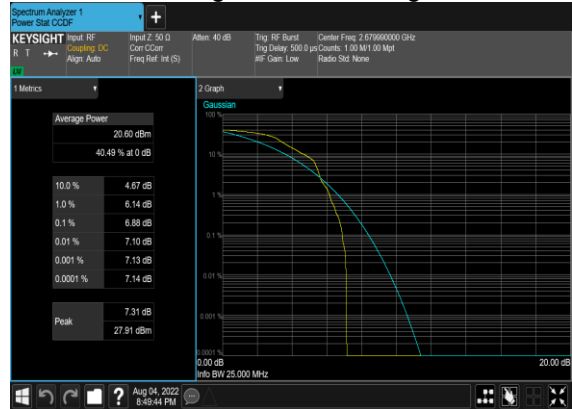 Spectrum Analyzer 1
Power Stat CCDF
KEYSIGHT
R T
LW
Input: RF
Coupling: DC
Align: Auto
Input Z: 50 Ω
Corr CCorr
Freq Ref: Int (S)
Atten: 40 dB
Trig: RF Burst
Trig Delay: 500.0 µs
#IF Gain: Low
Center Freq: 2.679990000 GHz
Counts: 1.00 M/1.00 Mpt
Radio Std: None
1 Metrics
Average Power
20.60 dBm
40.49 % at 0 dB
10.0 % 4.67 dB
1.0 % 6.14 dB
0.1 % 6.88 dB
0.01 % 7.10 dB
0.001 % 7.13 dB
0.0001 % 7.14 dB
Peak
7.31 dB
27.91 dBm
2 Graph
Gaussian
100 %
10 %
1 %
0.1 %
0.01 %
0.001 %
0.0001 %
0.00 dB 20.00 dB
Info BW 25.000 MHz
?
Aug 04, 2022
8:49:44 PM